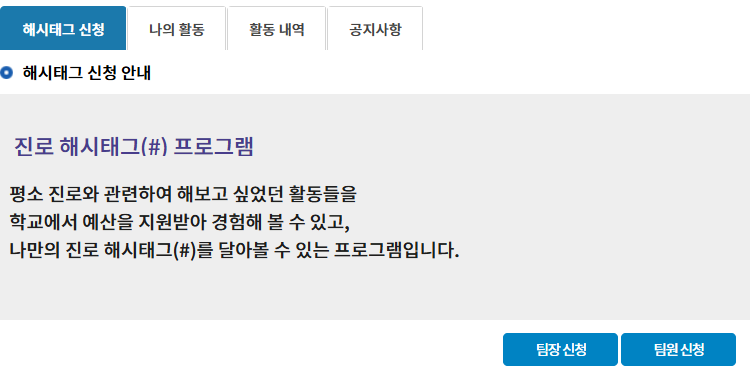 해시태그 신청
나의 활동
활동 내역
공지사항
해시태그 신청 안내
진로 해시태그(#) 프로그램
평소 진로와 관련하여 해보고 싶었던 활동들을
학교에서 예산을 지원받아 경험해 볼 수 있고,
나만의 진로 해시태그(#)를 달아볼 수 있는 프로그램입니다.
팀장 신청
팀원 신청